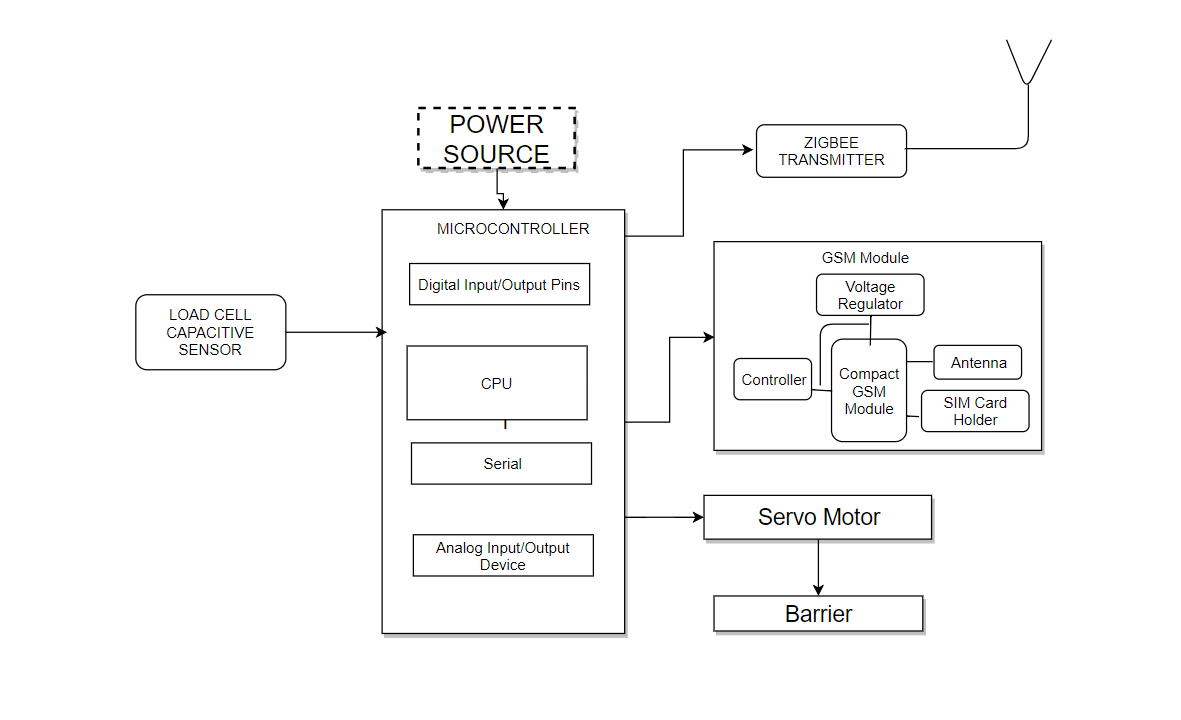 POWER
SOURCE
ZIGBEE
TRANSMITTER
MICROCONTROLLER
Digital Input/Output Pins
LOAD CELL
CAPACITIVE
SENSOR
CPU
Serial
Analog Input/Output
Device
GSM Module
Voltage
Regulator
Controller
Compact
GSM
Module
Antenna
SIM Card
Holder
Servo Motor
Barrier